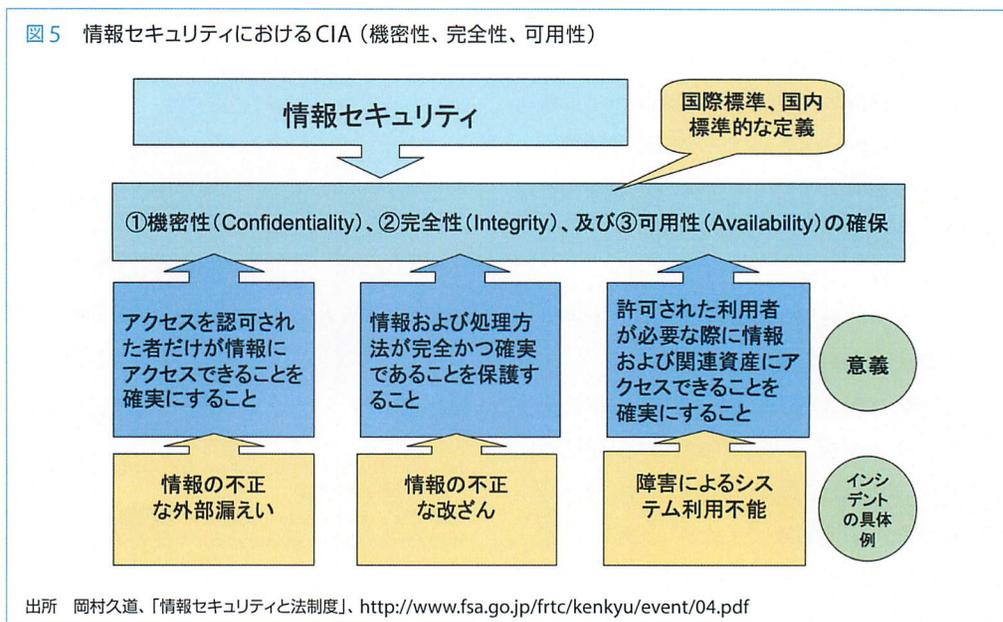 図5 情報セキュリティにおけるCIA（機密性、完全性、可用性）
情報セキュリティ
国際標準、国内
標準的な定義
①機密性(Confidentiality)、②完全性(Integrity)、及び③可用性(Availability)の確保
アクセスを認可され
た者だけが情報に
アクセスできることを
確実にすること
情報および処理方
法が完全かつ確実
であることを保護す
ること
許可された利用者
が必要な際に情報
および関連資産にア
クセスできることを
確実にすること
意義
情報の不正
な外部漏えい
情報の不正
な改ざん
障害によるシス
テム利用不能
インシ
デント
の具体
例
出所 岡村久道、「情報セキュリティと法制度」、http://www.fsa.go.jp/frtc/kenkyu/event/04.pdf